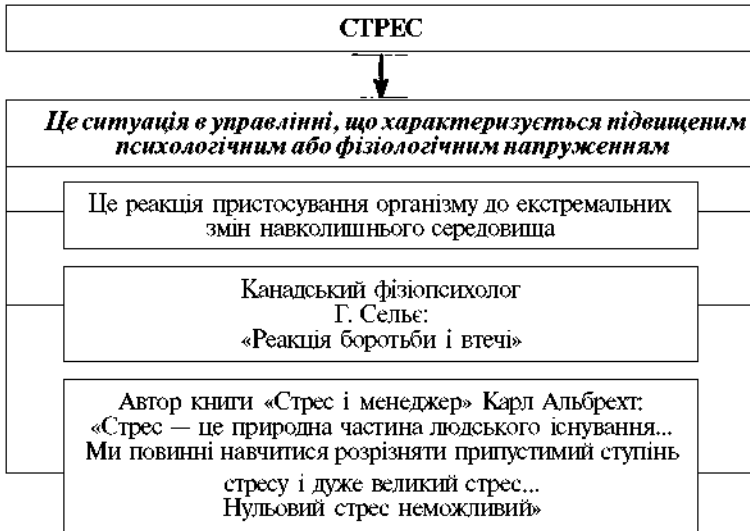 СТРЕС
Це ситуація в управлінні, що характеризується підвищеним
психологічним або фізіологічним напруженням
Це реакція пристосування організму до екстремальних
змін навколишнього середовища
Канадський фізіопсихолог
Г. Сельє:
«Реакція боротьби і втечі»
Автор книги «Стрес і менеджер» Карл Альбрехт:
«Стрес — це природна частина людського існування...
Ми повинні навчитися розрізняти припустимий ступінь
стресу і дуже великий стрес...
Нульовий стрес неможливий»